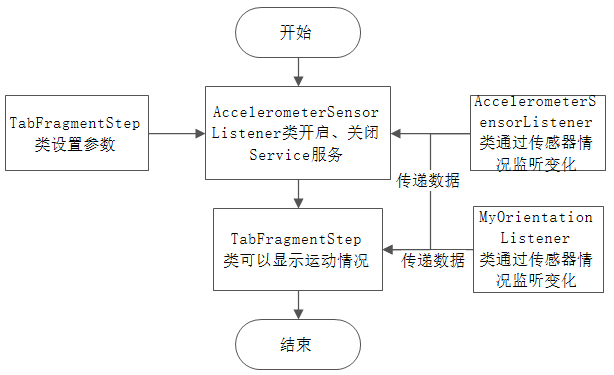 开始
TabFragmentStep
类设置参数
AccelerometerSensor
Listener类开启、关闭
Service服务
AccelerometerS
ensorListener
类通过传感器情
况监听变化
传递数据
TabFragmentStep
类可以显示运动情况
传递数据
MyOrientation
Listener
类通过传感器情
况监听变化
结束